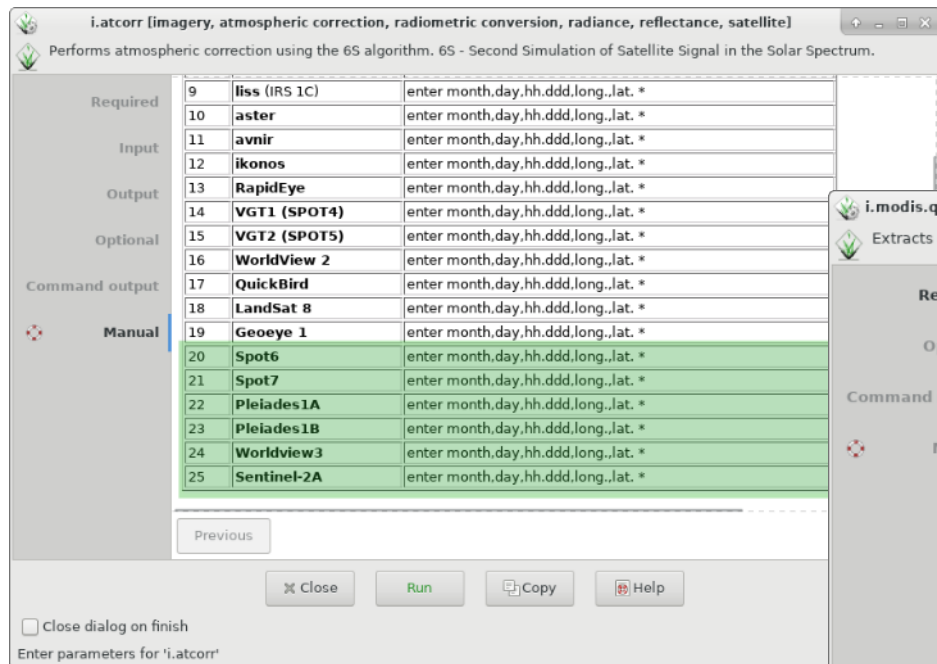 i.atcorr [imagery, atmospheric correction, radiometric conversion, radiance, reflectance, satellite]
Performs atmospheric correction using the 6S algorithm. 6S - Second Simulation of Satellite Signal in the Solar Spectrum.
Required
Input
Output
Optional
Command output
Manual
9 liss (IRS 1C) enter month,day,hh.ddd,long.,lat. *
10 aster enter month,day,hh.ddd,long.,lat. *
11 avnir enter month,day,hh.ddd,long.,lat. *
12 ikonos enter month,day,hh.ddd,long.,lat. *
13 RapidEye enter month,day,hh.ddd,long.,lat. *
14 VGT1 (SPOT4) enter month,day,hh.ddd,long.,lat. *
15 VGT2 (SPOT5) enter month,day,hh.ddd,long.,lat. *
16 WorldView 2 enter month,day,hh.ddd,long.,lat. *
17 QuickBird enter month,day,hh.ddd,long.,lat. *
18 LandSat 8 enter month,day,hh.ddd,long.,lat. *
19 Geoeye 1 enter month,day,hh.ddd,long.,lat. *
20 Spot6 enter month,day,hh.ddd,long.,lat. *
21 Spot7 enter month,day,hh.ddd,long.,lat. *
22 Pleiades1A enter month,day,hh.ddd,long.,lat. *
23 Pleiades1B enter month,day,hh.ddd,long.,lat. *
24 Worldview3 enter month,day,hh.ddd,long.,lat. *
25 Sentinel-2A enter month,day,hh.ddd,long.,lat. *
Previous
Close Run Copy Help
Close dialog on finish
Enter parameters for 'i.atcorr'
i.modis.q
Extracts
Re
O
Command